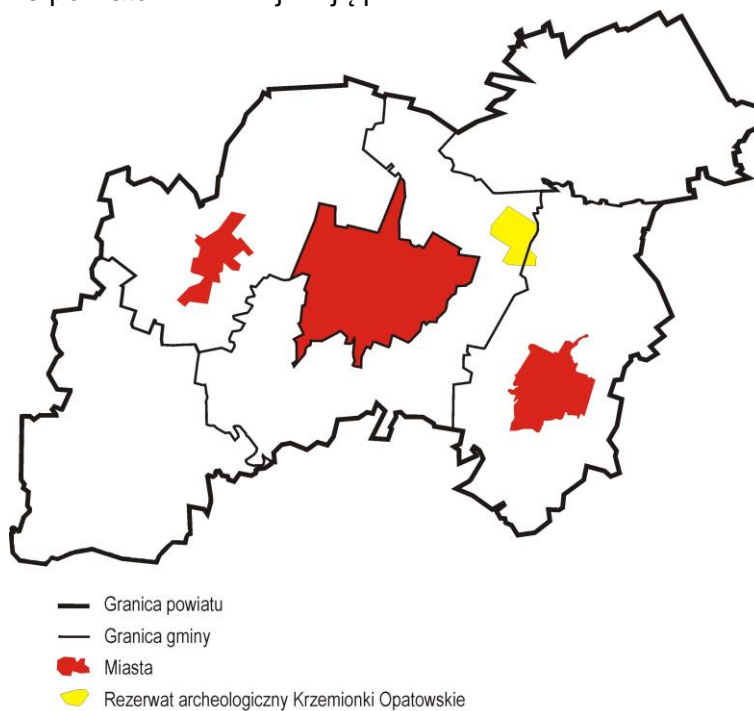 Granica powiatu
Granica gminy
Miasta
Rezerwat archeologiczny Krzemionki Opatowskie